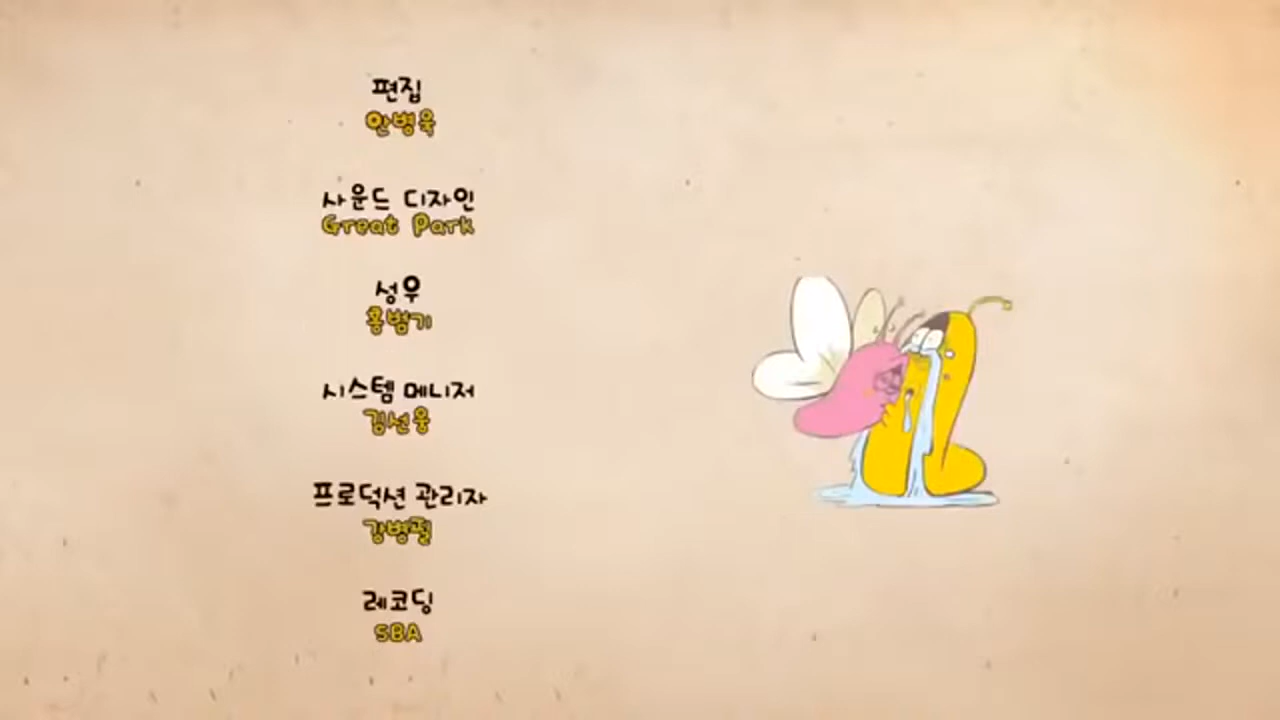 편집
안병욱
사운드 디자인
Great Park
성우
홍범기
시스템 메니저
김선웅
프로덕션 관리자
강병필
레코딩
SBA